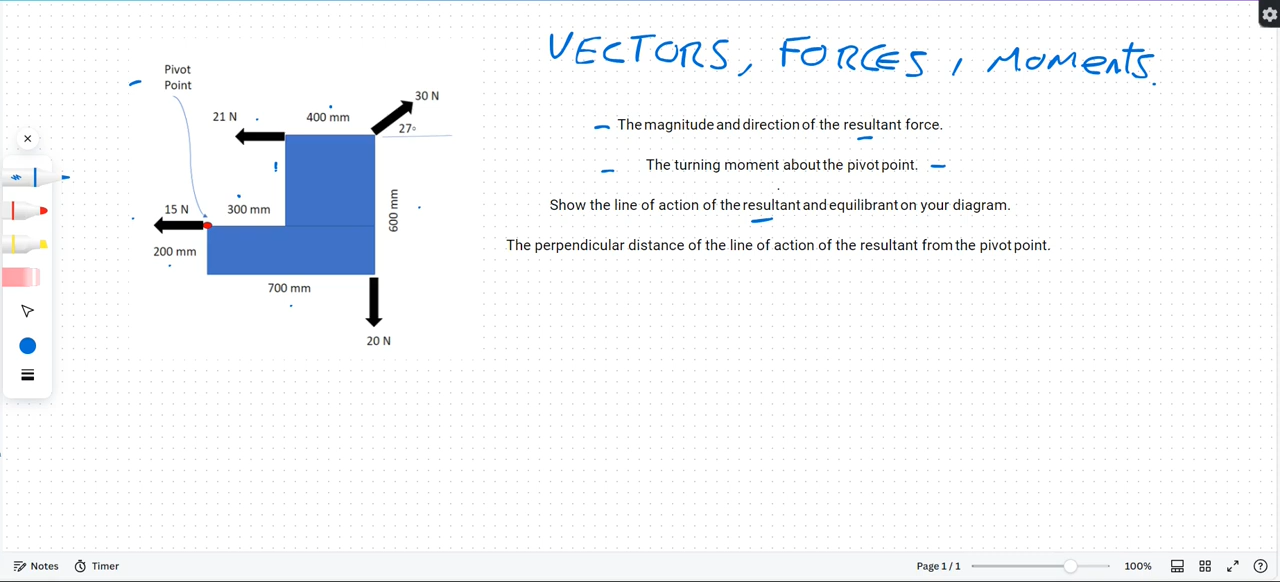 VECTORS, FORCES, MOMENTS.
Pivot
Point
30 N
21 N
400 mm
27°
The magnitude and direction of the resultant force.
The turning moment about the pivot point.
15 N
300 mm
600 mm
Show the line of action of the resultant and equilibrant on your diagram.
200 mm
The perpendicular distance of the line of action of the resultant from the pivot point.
700 mm
20 N
Notes
Timer
Page 1 / 1
100%